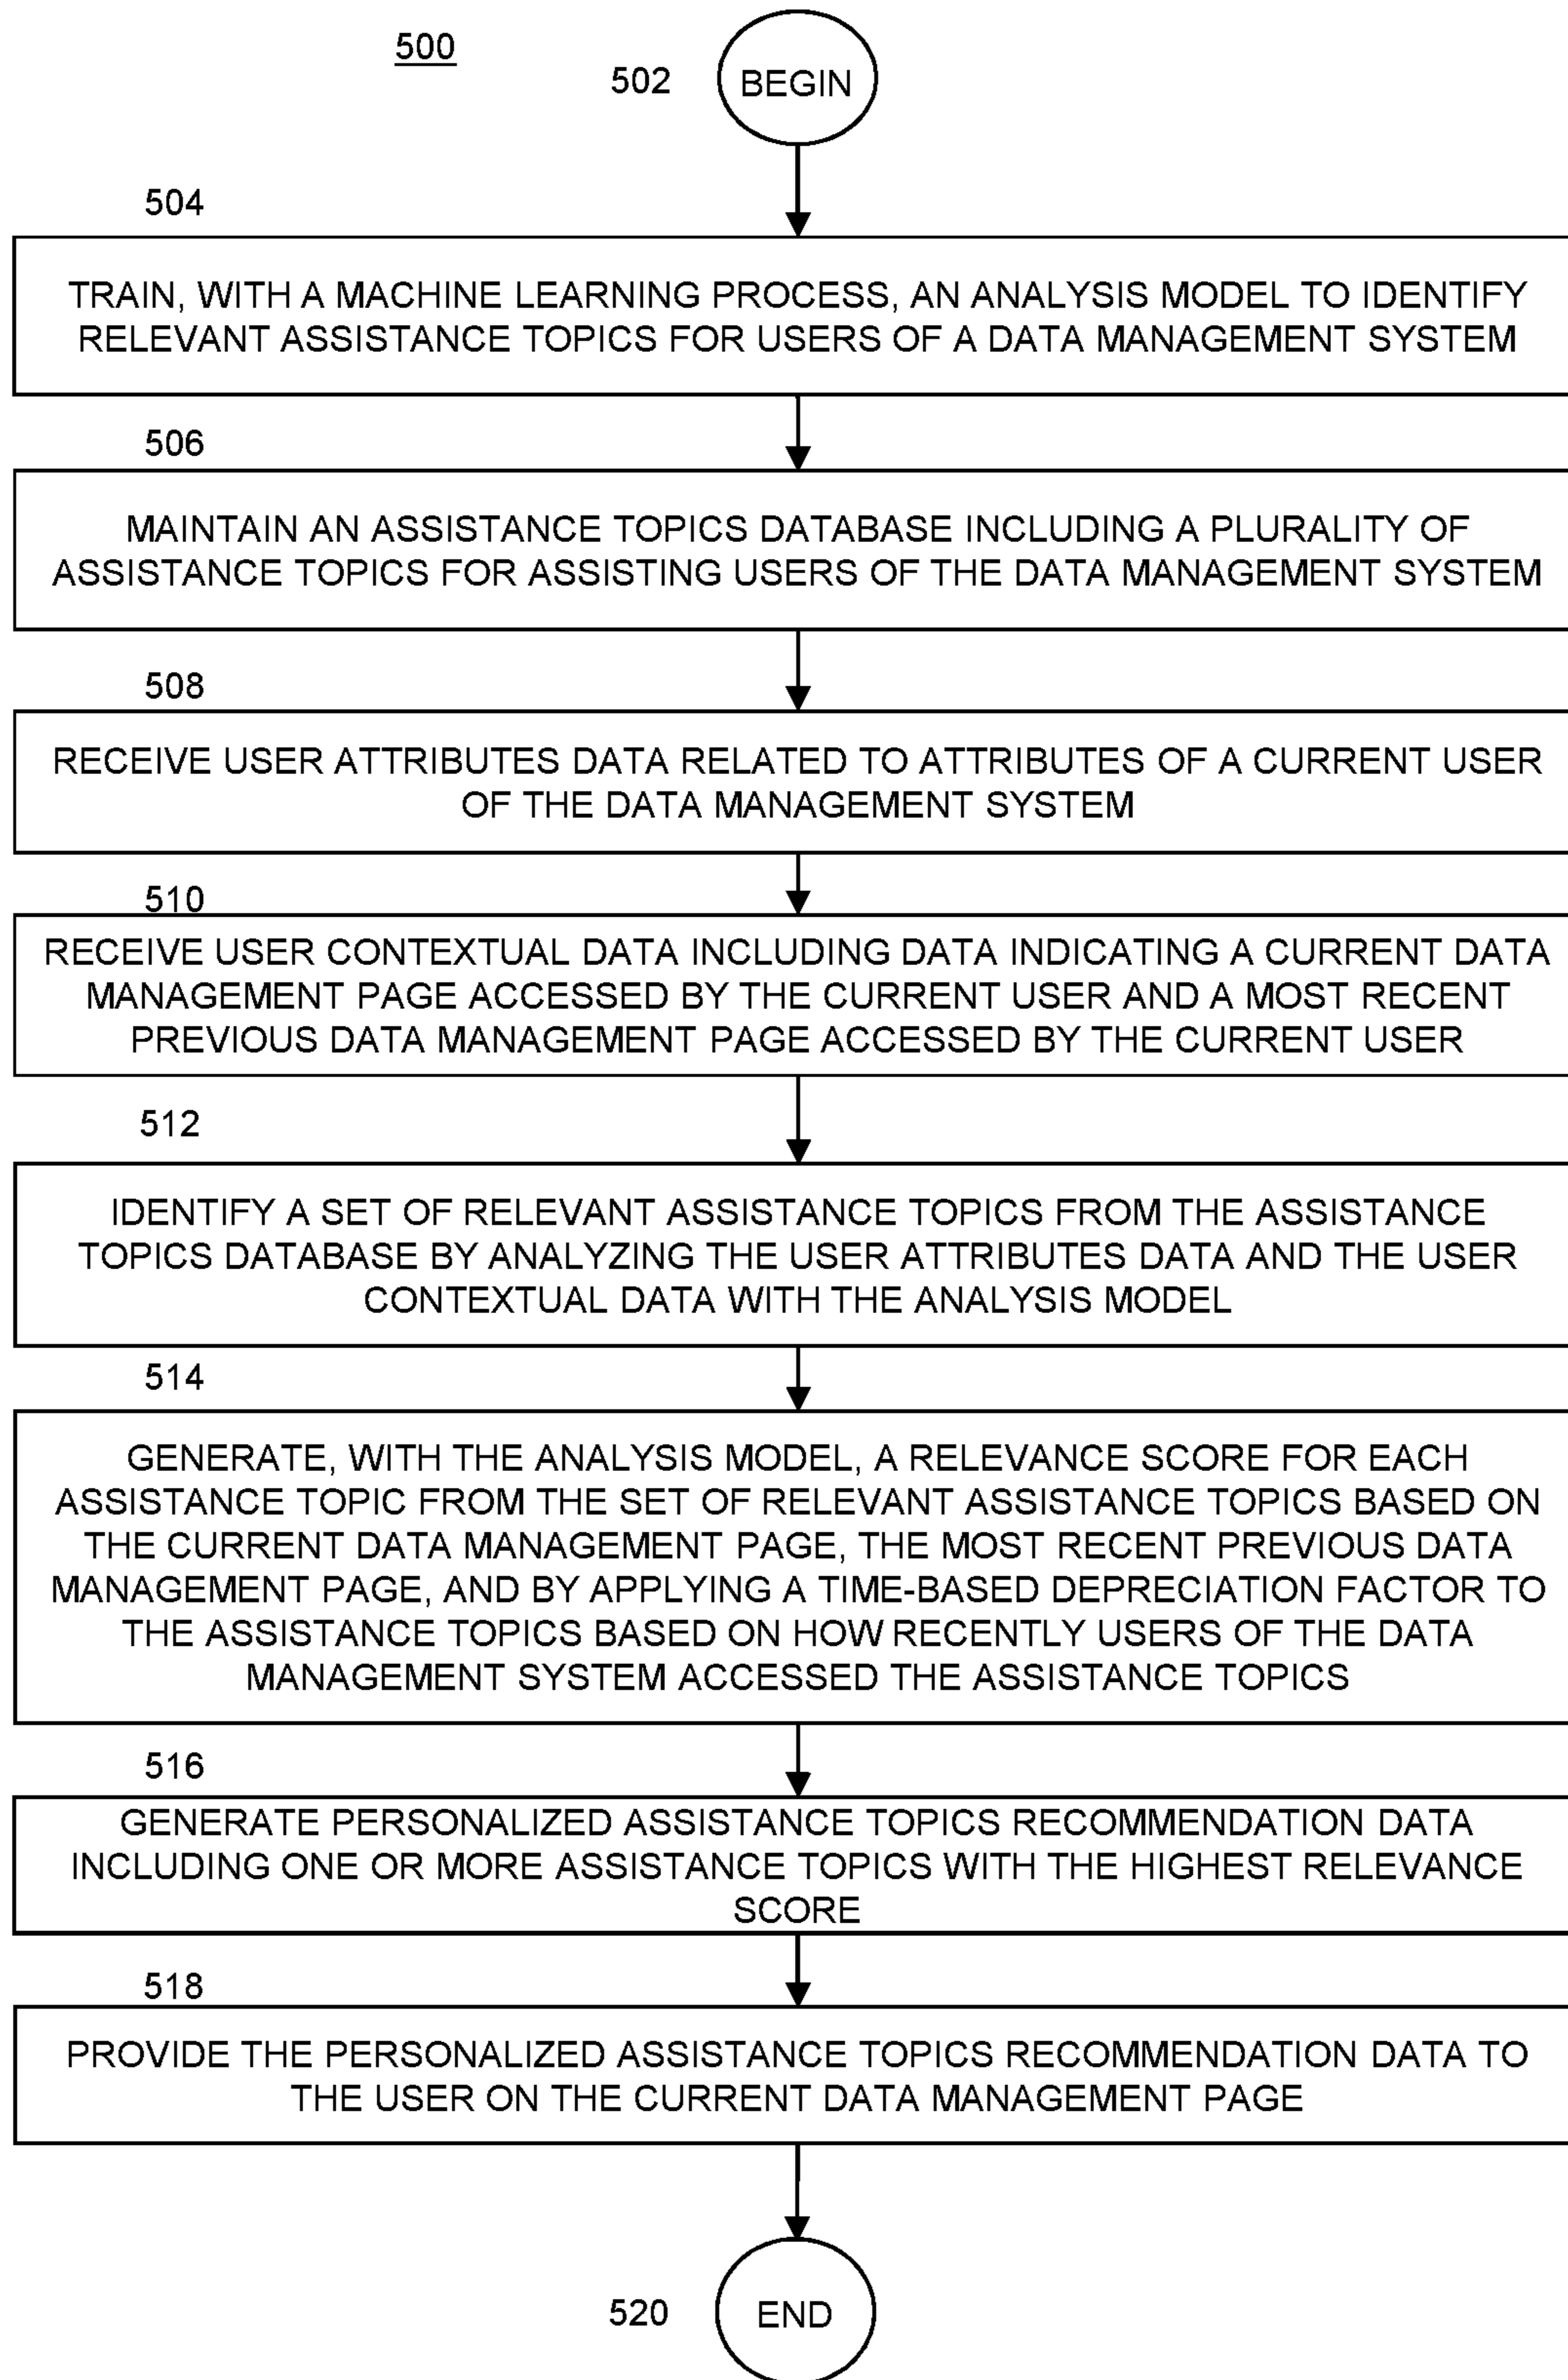 500
502
BEGIN
504
TRAIN, WITH A MACHINE LEARNING PROCESS, AN ANALYSIS MODEL TO IDENTIFY
RELEVANT ASSISTANCE TOPICS FOR USERS OF A DATA MANAGEMENT SYSTEM
506
MAINTAIN AN ASSISTANCE TOPICS DATABASE INCLUDING A PLURALITY OF
ASSISTANCE TOPICS FOR ASSISTING USERS OF THE DATA MANAGEMENT SYSTEM
508
RECEIVE USER ATTRIBUTES DATA RELATED TO ATTRIBUTES OF A CURRENT USER
OF THE DATA MANAGEMENT SYSTEM
510
RECEIVE USER CONTEXTUAL DATA INCLUDING DATA INDICATING A CURRENT DATA
MANAGEMENT PAGE ACCESSED BY THE CURRENT USER AND A MOST RECENT
PREVIOUS DATA MANAGEMENT PAGE ACCESSED BY THE CURRENT USER
512
IDENTIFY A SET OF RELEVANT ASSISTANCE TOPICS FROM THE ASSISTANCE
TOPICS DATABASE BY ANALYZING THE USER ATTRIBUTES DATA AND THE USER
CONTEXTUAL DATA WITH THE ANALYSIS MODEL
514
GENERATE, WITH THE ANALYSIS MODEL, A RELEVANCE SCORE FOR EACH
ASSISTANCE TOPIC FROM THE SET OF RELEVANT ASSISTANCE TOPICS BASED ON
THE CURRENT DATA MANAGEMENT PAGE, THE MOST RECENT PREVIOUS DATA
MANAGEMENT PAGE, AND BY APPLYING A TIME-BASED DEPRECIATION FACTOR TO
THE ASSISTANCE TOPICS BASED ON HOW RECENTLY USERS OF THE DATA
MANAGEMENT SYSTEM ACCESSED THE ASSISTANCE TOPICS
516
GENERATE PERSONALIZED ASSISTANCE TOPICS RECOMMENDATION DATA
INCLUDING ONE OR MORE ASSISTANCE TOPICS WITH THE HIGHEST RELEVANCE
SCORE
518
PROVIDE THE PERSONALIZED ASSISTANCE TOPICS RECOMMENDATION DATA TO
THE USER ON THE CURRENT DATA MANAGEMENT PAGE
520
END